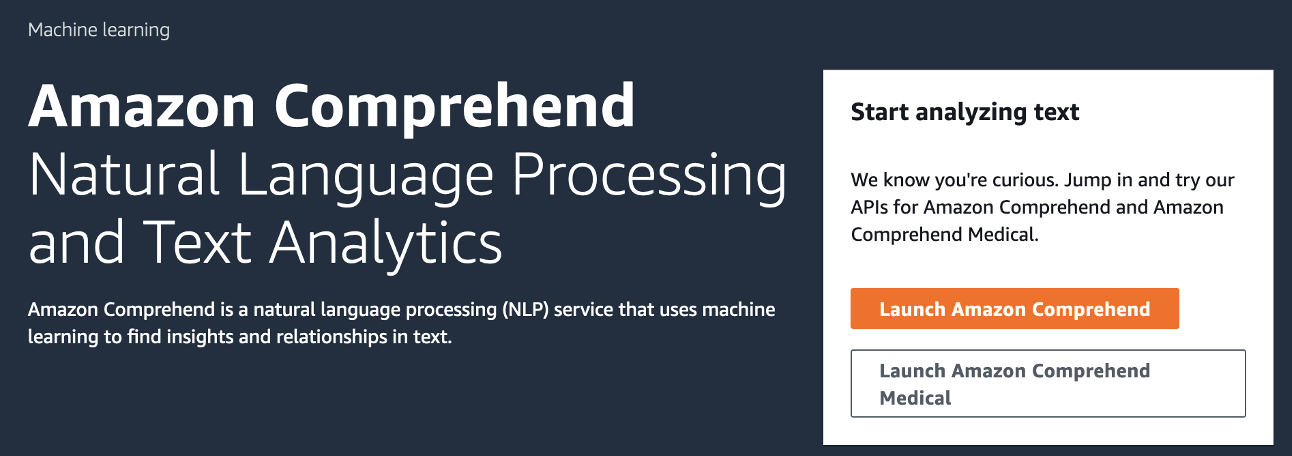 Machine learning
Amazon Comprehend
Natural Language Processing
and Text Analytics
Amazon Comprehend is a natural language processing (NLP) service that uses machine
learning to find insights and relationships in text.
Start analyzing text
We know you're curious. Jump in and try our
APIs for Amazon Comprehend and Amazon
Comprehend Medical.
Launch Amazon Comprehend
Launch Amazon Comprehend
Medical